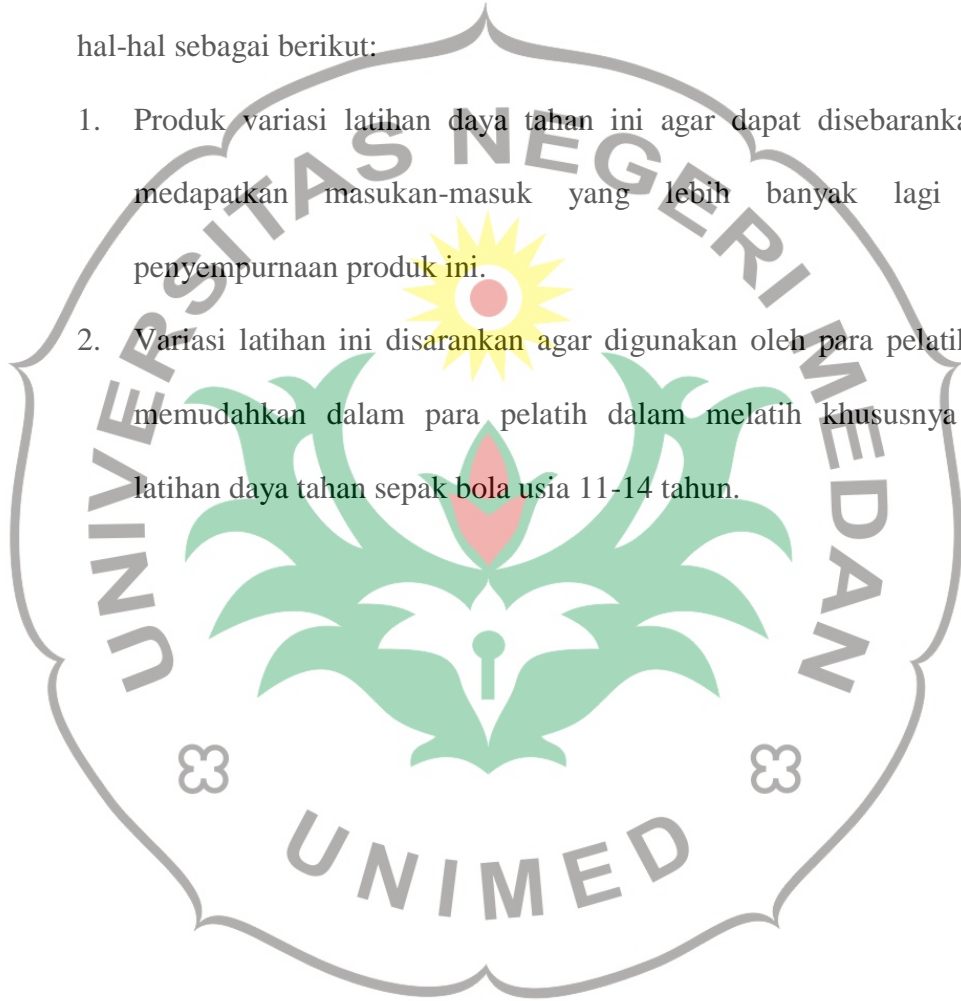 hal-hal sebagai berikut:
1. Produk variasi latihan daya tahan ini agar dapat disebaranka
medapatkan masukan-masuk yang lebih banyak lagi
penyempurnaan produk ini.
2. Variasi latihan ini disarankan agar digunakan oleh para pelatih
memudahkan dalam para pelatih dalam melatih khususnya
latihan daya tahan sepak bola usia 11-14 tahun.
UNIVERSITAS NEGERI MEDAN
UNIMED